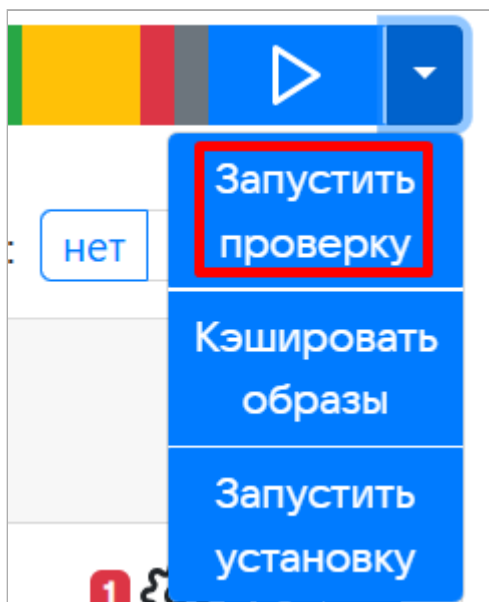 Запустить
проверку
: нет
Кэшировать
образы
Запустить
установку
1